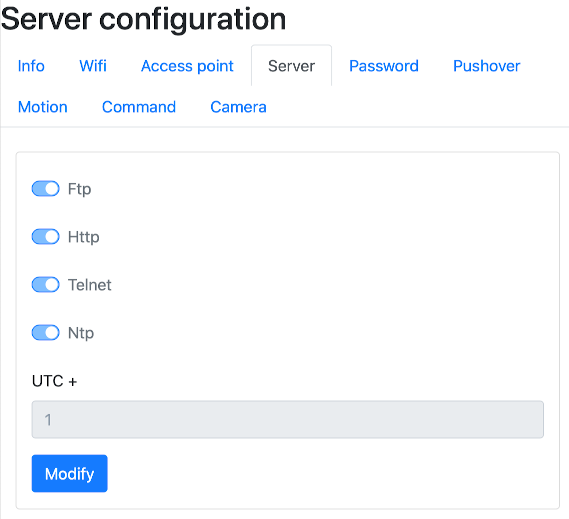 Server configuration
Info Wifi Access point Server Password Pushover
Motion Command Camera
Ftp
Http
Telnet
Ntp
UTC +
1
Modify